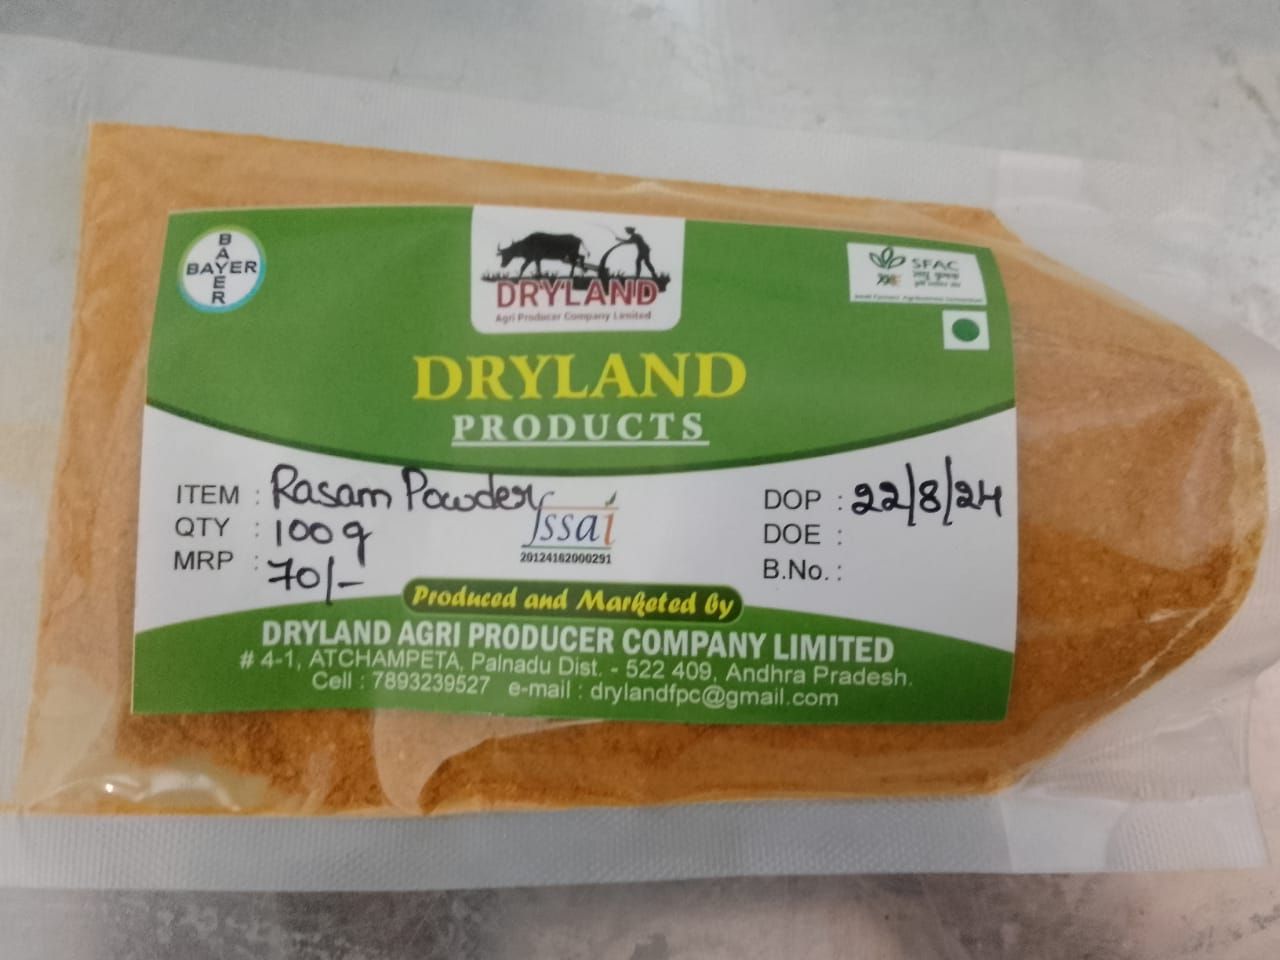 BAYER
BAYER
DRYLAND
Agri Producer Company Limited
SFAC
DRYLAND
PRODUCTS
ITEM : Rasam Powder
QTY : 100g
MRP : 70/-
fssai
20124162000291
DOP : 22/8/24
DOE :
B.No. :
Produced and Marketed by
DRYLAND AGRI PRODUCER COMPANY LIMITED
# 4-1, ATCHAMPETA, Palnadu Dist. - 522 409, Andhra Pradesh.
Cell : 7893239527 e-mail : drylandfpc@gmail.com